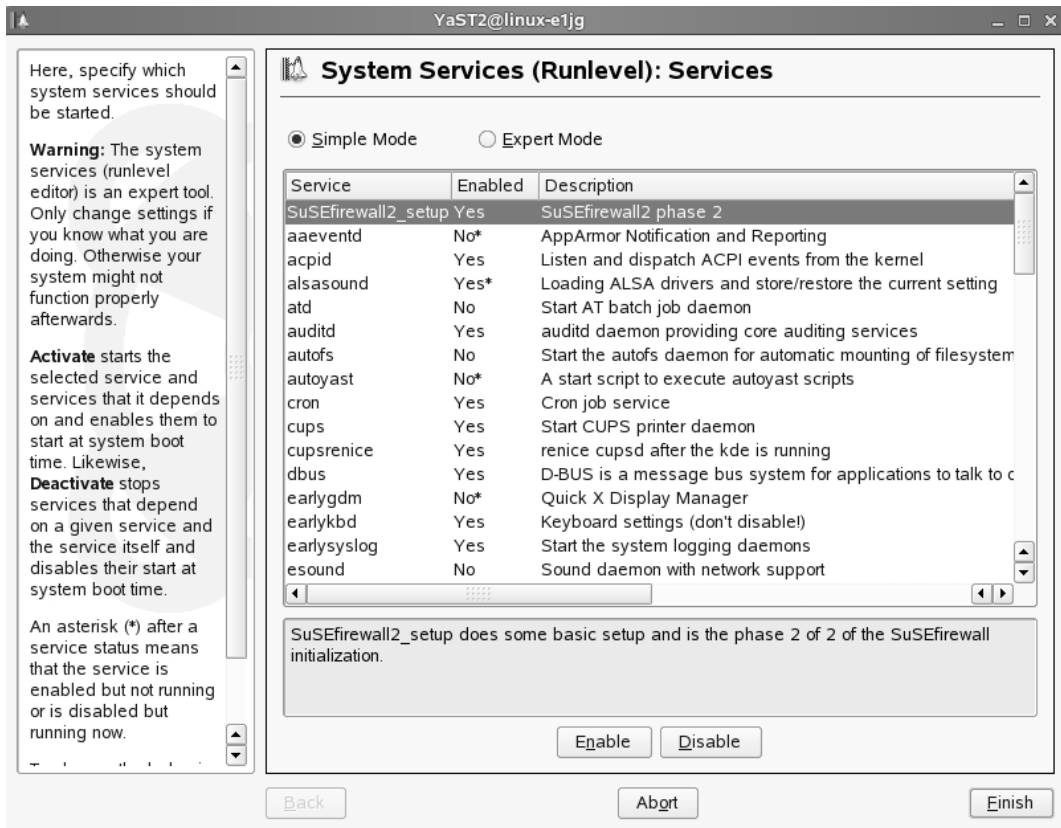 YaST2@linux-e1jg
Here, specify which
system services should
be started.
Warning: The system
services (runlevel
editor) is an expert tool.
Only change settings if
you know what you are
doing. Otherwise your
system might not
function properly
afterwards.
Activate starts the
selected service and
services that it depends
on and enables them to
start at system boot
time. Likewise,
Deactivate stops
services that depend
on a given service and
the service itself and
disables their start at
system boot time.
An asterisk (*) after a
service status means
that the service is
enabled but not running
or is disabled but
running now.
System Services (Runlevel): Services
Simple Mode Expert Mode
Service Enabled Description
SuSEfirewall2_setup Yes SuSEfirewall2 phase 2
aaeventd No* AppArmor Notification and Reporting
acpid Yes Listen and dispatch ACPI events from the kernel
alsasound Yes* Loading ALSA drivers and store/restore the current setting
atd No Start AT batch job daemon
auditd Yes auditd daemon providing core auditing services
autofs No Start the autofs daemon for automatic mounting of filesystem
autoyast No* A start script to execute autoyast scripts
cron Yes Cron job service
cups Yes Start CUPS printer daemon
cupsrenice Yes renice cupsd after the kde is running
dbus Yes D-BUS is a message bus system for applications to talk to
earlygdm No* Quick X Display Manager
earlykbd Yes Keyboard settings (don't disable!)
earlysyslog Yes Start the system logging daemons
esound No Sound daemon with network support
SuSEfirewall2_setup does some basic setup and is the phase 2 of 2 of the SuSEfirewall
initialization.
Enable Disable
Back Abort Finish